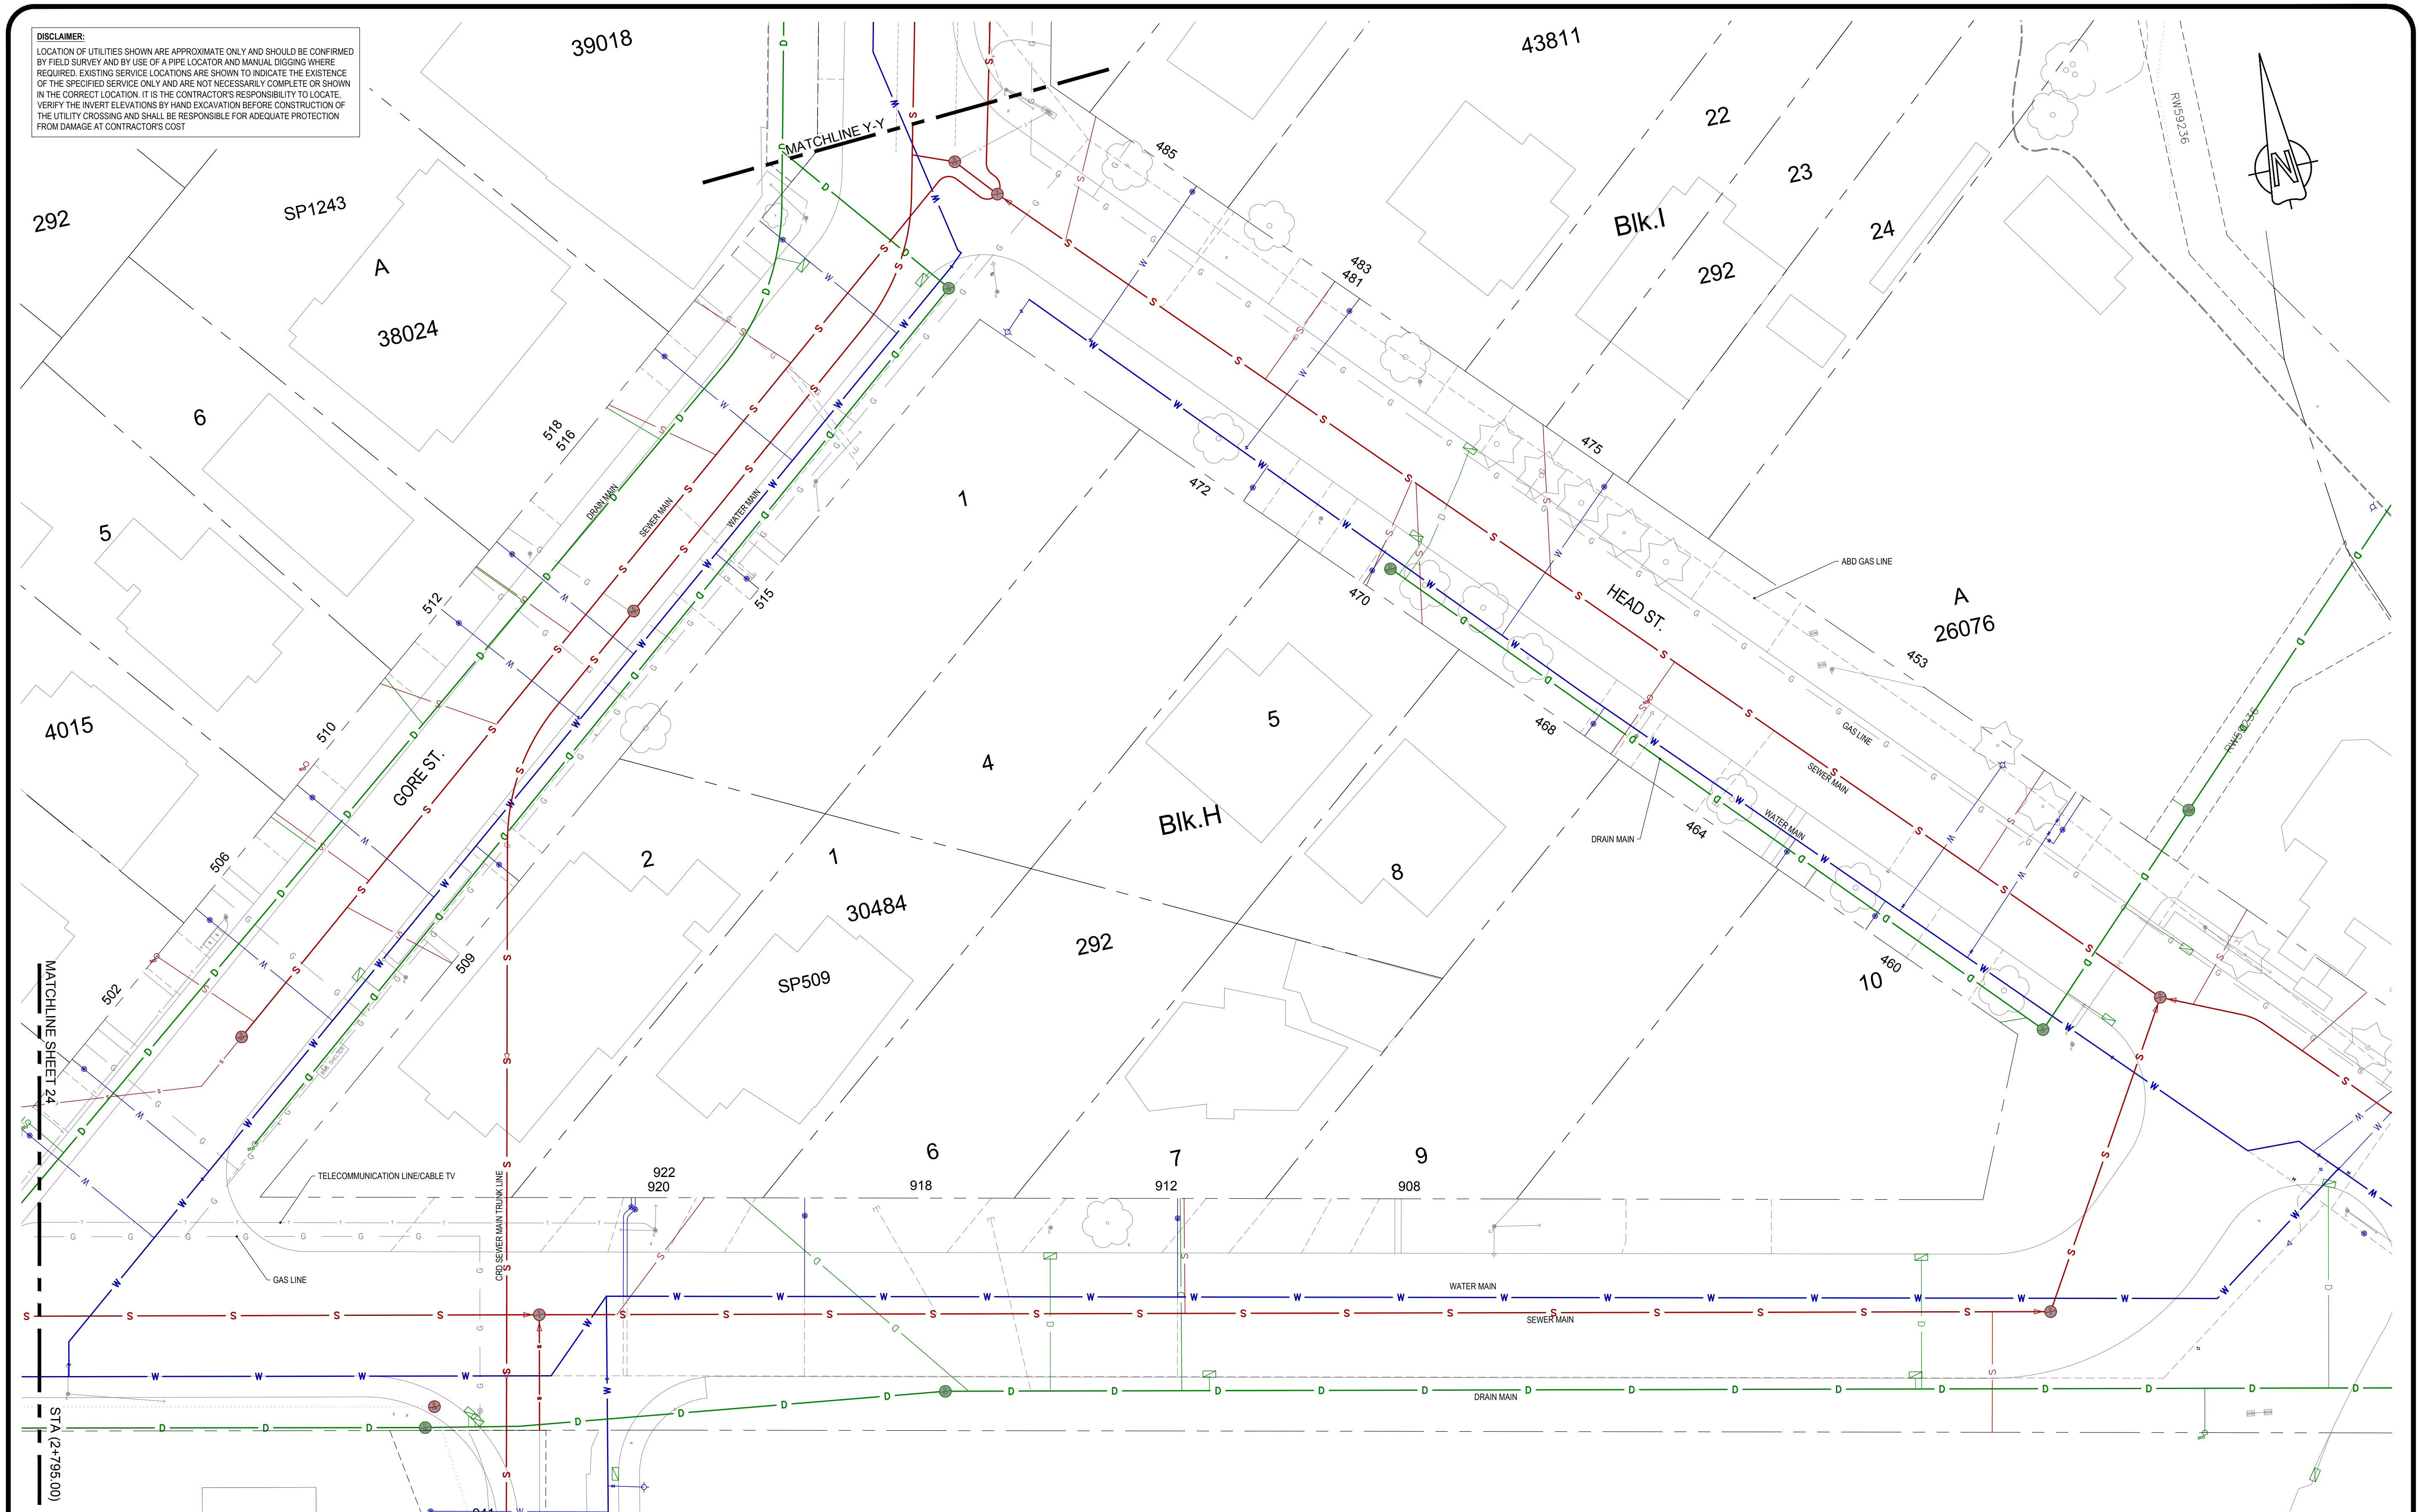 DISCLAIMER:
LOCATION OF UTILITIES SHOWN ARE APPROXIMATE ONLY AND SHOULD BE CONFIRMED
BY FIELD SURVEY AND BY USE OF A PIPE LOCATOR AND MANUAL DIGGING WHERE
REQUIRED. EXISTING SERVICE LOCATIONS ARE SHOWN TO INDICATE THE EXISTENCE
OF THE SPECIFIED SERVICE ONLY AND ARE NOT NECESSARILY COMPLETE OR SHOWN
IN THE CORRECT LOCATION. IT IS THE CONTRACTOR'S RESPONSIBILITY TO LOCATE,
VERIFY THE INVERT ELEVATIONS BY HAND EXCAVATION BEFORE CONSTRUCTION OF
THE UTILITY CROSSING AND SHALL BE RESPONSIBLE FOR ADEQUATE PROTECTION
FROM DAMAGE AT CONTRACTOR'S COST
39018
43811
MATCHLINE Y-Y
22
RW59236
N
485
23
292
SP1243
Blk.I
24
A
483
481
292
38024
6
518
516
475
472
1
DRAIN MAIN
SEWER MAIN
WATER MAIN
5
ABD GAS LINE
HEAD ST.
A
26076
512
515
470
453
4015
510
GORE ST.
468
5
4
GAS LINE
RW59236
SEWER MAIN
Blk.H
WATER MAIN
DRAIN MAIN
464
506
2
1
8
30484
292
509
SP509
460
10
502
MATCHLINE SHEET 24
BUS SHELTER
6
7
9
TELECOMMUNICATION LINE/CABLE TV
922
920
918
912
908
CRD SEWER MAIN TRUNK LINE
GAS LINE
WATER MAIN
SEWER MAIN
DRAIN MAIN
STA (2+795.00)